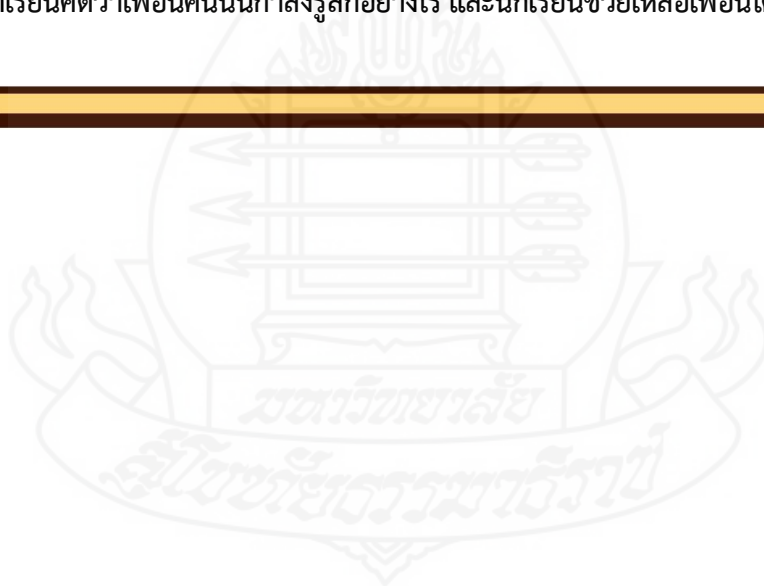 เรียนคิดว่าเพื่อนคนนั้นกำลังรู้สึกอย่างไร และนักเรียนช่วยเหลือเพื่อนได้
มหาวิทยาลัย
สุโขทัยธรรมาธิราช